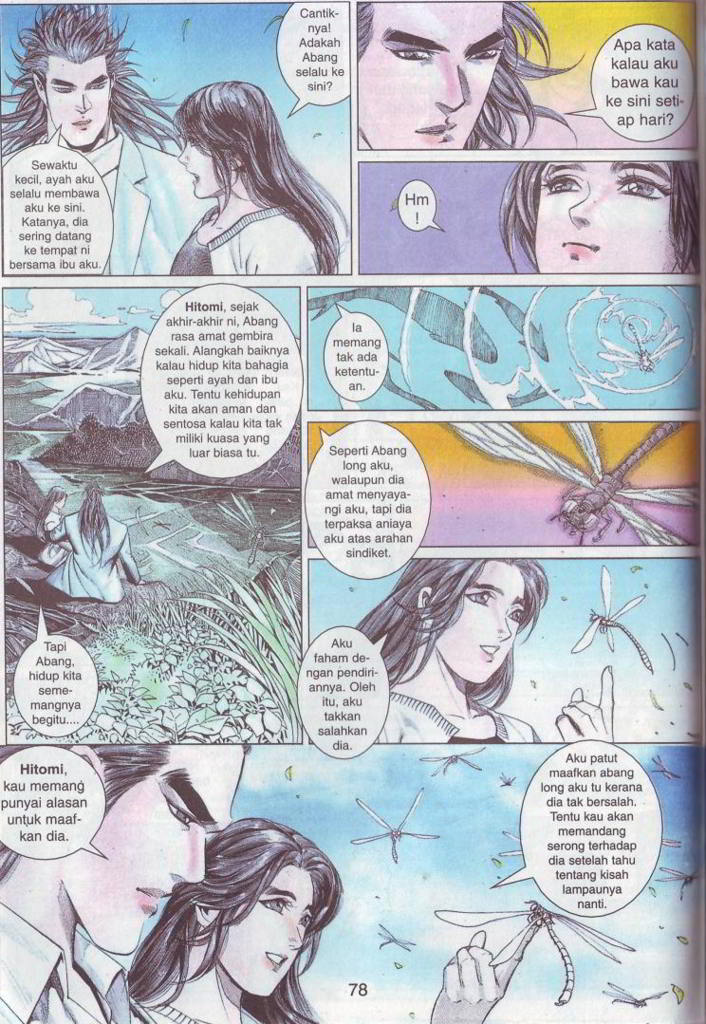 Cantik-
nya!
Adakah
Abang
selalu ke
sini?
Sewaktu
kecil, ayah aku
selalu membawa
aku ke sini.
Katanya, dia
sering datang
ke tempat ni
bersama ibu aku.
Apa kata
kalau aku
bawa kau
ke sini seti-
ap hari?
Hm
!
Hitomi, sejak
akhir-akhir ni, Abang
rasa amat gembira
sekali. Alangkah baiknya
kalau hidup kita bahagia
seperti ayah dan ibu
aku. Tentu kehidupan
kita akan aman dan
sentosa kalau kita tak
miliki kuasa yang
luar biasa tu.
Tapi
Abang,
hidup kita
seme-
mangnya
begitu....
Ia
memang
tak ada
ketentu-
an.
Seperti Abang
long aku,
walaupun dia
amat menyaya-
ngi aku, tapi dia
terpaksa aniaya
aku atas arahan
sindiket.
Aku
faham de-
ngan pendiri-
annya. Oleh
itu, aku
takkan
salahkan
dia.
Hitomi,
kau memang
punyai alasan
untuk maaf-
kan dia.
Aku patut
maafkan abang
long aku tu kerana
dia tak bersalah.
Tentu kau akan
memandang
serong terhadap
dia setelah tahu
tentang kisah
lampaunya
nanti.
78